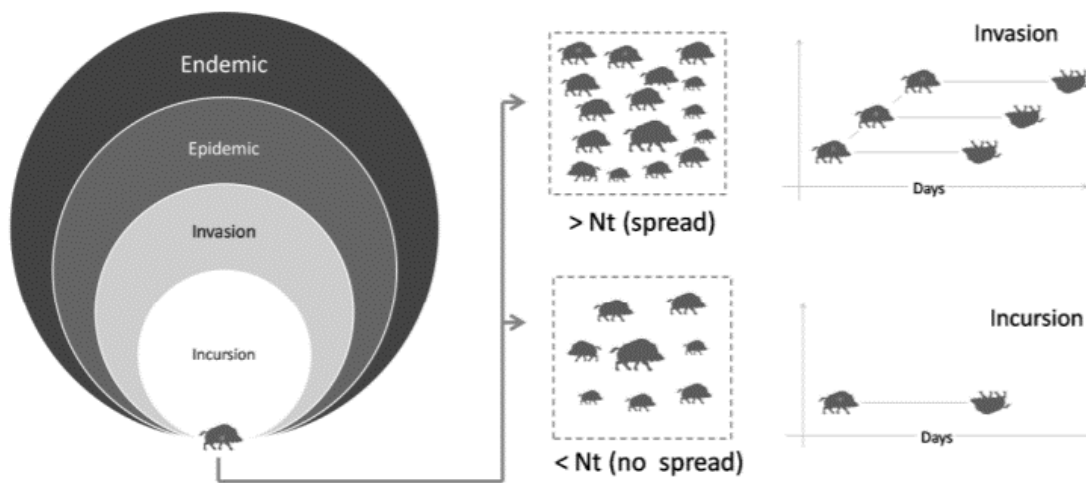 Endemic
Epidemic
Invasion
Incursion
> Nt (spread)
< Nt (no spread)
Invasion
Days
Incursion
Days